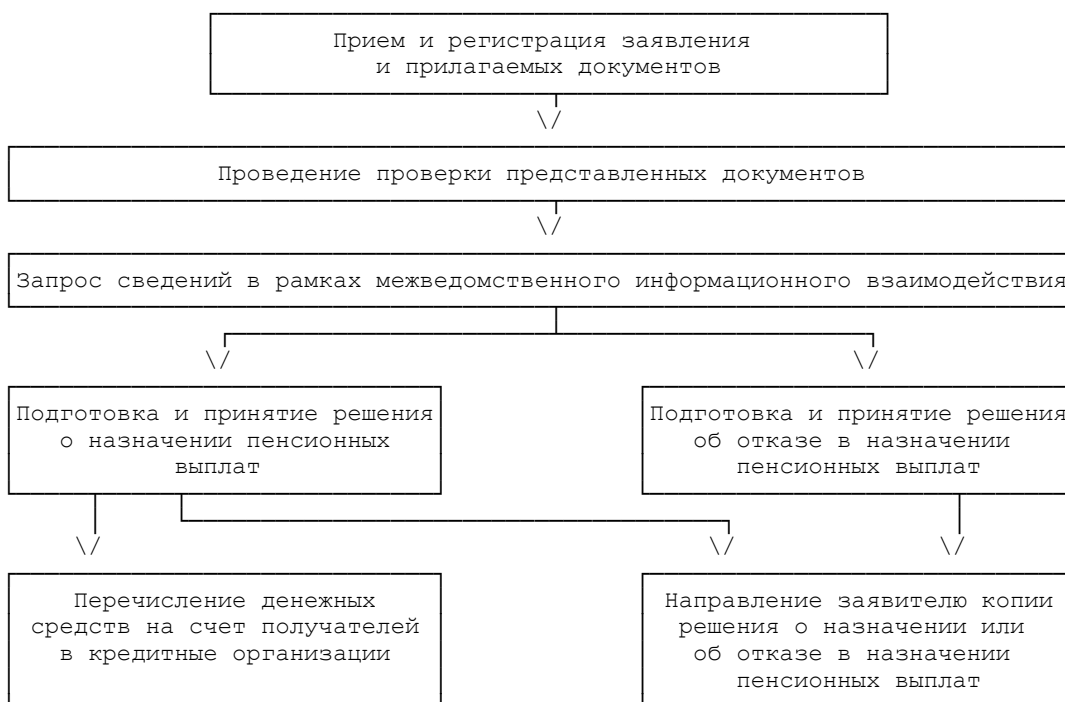 Прием и регистрация заявления
и прилагаемых документов
Проведение проверки представленных документов
Запрос сведений в рамках межведомственного информационного взаимодействия
Подготовка и принятие решения
о назначении пенсионных
выплат
Подготовка и принятие решения
об отказе в назначении
пенсионных выплат
Перечисление денежных
средств на счет получателей
в кредитные организации
Направление заявителю копии
решения о назначении или
об отказе в назначении
пенсионных выплат